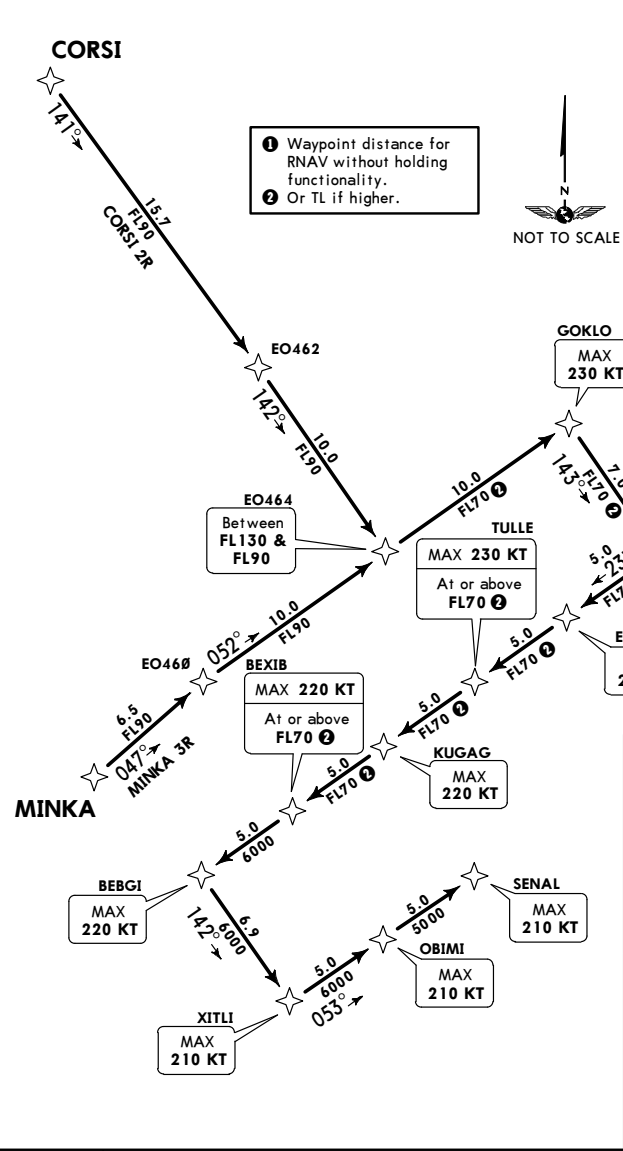 CORSI
141°
15.7
FL90
CORSI 2R
❶ Waypoint distance for
RNAV without holding
functionality.
❷ Or TL if higher.
N
NOT TO SCALE
EO462
142°
10.0
FL90
GOKLO
MAX
230 KT
143°
7.0
FL70 ❷
EO464
Between
FL130 &
FL90
10.0
FL70 ❷
TULLE
MAX 230 KT
At or above
FL70 ❷
5.0
EO460
052°
10.0
FL90
BEXIB
MAX 220 KT
At or above
FL70 ❷
5.0
FL70 ❷
5.0
FL70 ❷
6.5
FL90
047°
MINKA 3R
MINKA
KUGAG
MAX
220 KT
5.0
FL70 ❷
5.0
6000
BEBGI
MAX
220 KT
142°
6.9
6000
SENAL
MAX
210 KT
5.0
5000
OBIMI
MAX
210 KT
5.0
6000
053°
XITLI
MAX
210 KT